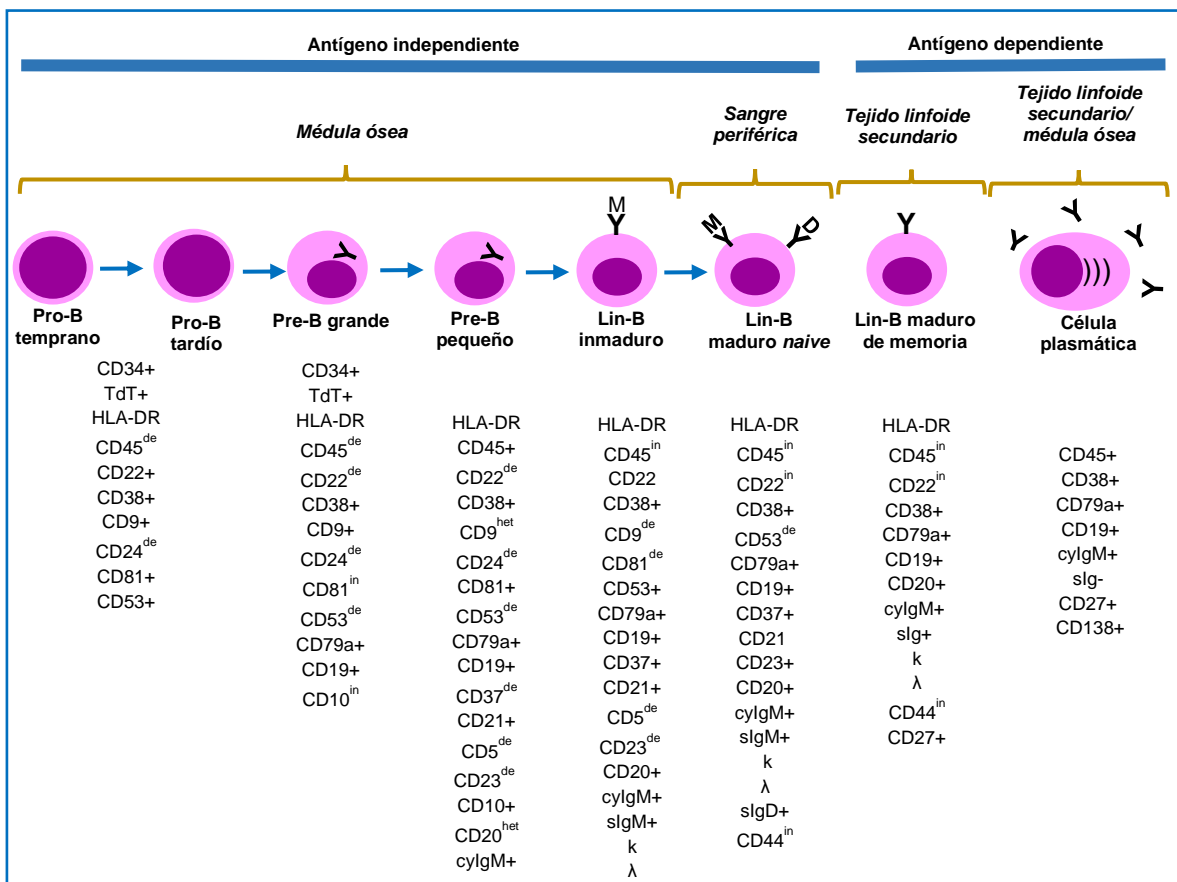 Antígeno independiente
Antígeno dependiente
Médula ósea
Sangre
periférica
Tejido linfoide
secundario
Tejido linfoide
secundario/
médula ósea
M
M
D
Pro-B
temprano
Pro-B
tardío
Pre-B grande
Pre-B
pequeño
Lin-B
inmaduro
Lin-B
maduro naive
Lin-B maduro
de memoria
Célula
plasmática
CD34+
TdT+
HLA-DR
CD45de
CD22+
CD38+
CD9+
CD24de
CD81+
CD53+
CD34+
TdT+
HLA-DR
CD45de
CD22de
CD38+
CD9+
CD24de
CD81in
CD53de
CD79a+
CD19+
CD10in
HLA-DR
CD45+
CD22de
CD38+
CD9het
CD24de
CD81+
CD53de
CD79a+
CD19+
CD37de
CD21+
CD5de
CD23de
CD10+
CD20het
cyIgM+
HLA-DR
CD45in
CD22
CD38+
CD9de
CD81de
CD53+
CD79a+
CD19+
CD37+
CD21+
CD5de
CD23de
CD20+
cyIgM+
sIgM+
k
λ
HLA-DR
CD45in
CD22in
CD38+
CD53de
CD79a+
CD19+
CD37+
CD21
CD23+
CD20+
cyIgM+
sIgM+
k
λ
sIgD+
CD44in
HLA-DR
CD45in
CD22in
CD38+
CD79a+
CD19+
CD20+
cyIgM+
sIg+
k
λ
CD44in
CD27+
CD45+
CD38+
CD79a+
CD19+
cyIgM+
sIg-
CD27+
CD138+